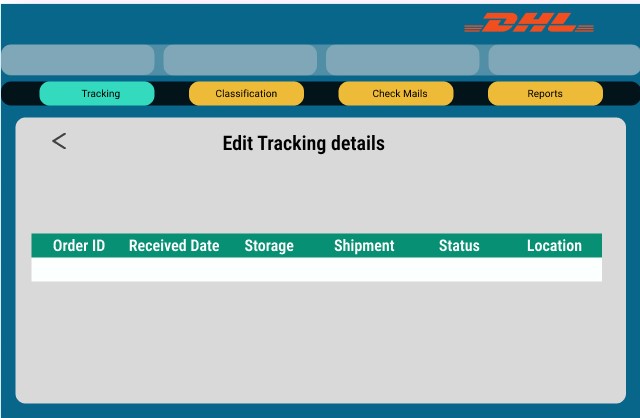 DHL
Tracking Classification Check Mails Reports
<
Edit Tracking details
Order ID Received Date Storage Shipment Status Location